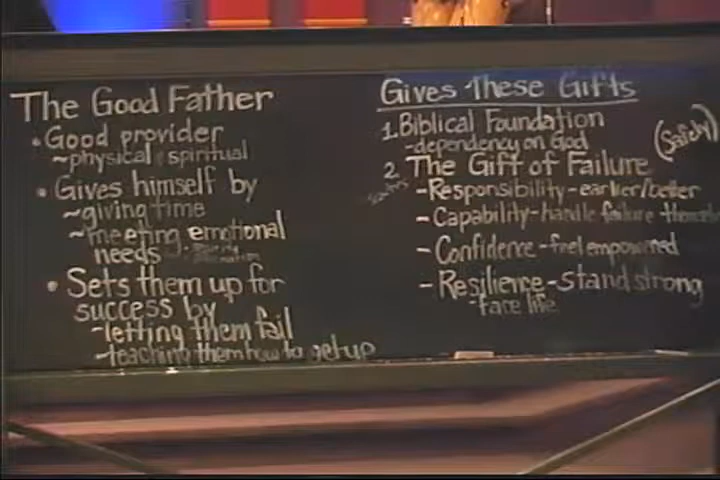 The Good Father
• Good provider
~physical & spiritual
• Gives himself by
~giving time
~meeting emotional
needs
• Sets them up for
success by
-letting them fail
-teaching them how to get up
Gives These Gifts
1. Biblical Foundation
-dependency on God
(Safety)
2. The Gift of Failure
-Responsibility-earlier/better
-Capability-handle failure
-Confidence-feel empowered
-Resilience-stand strong
-face life